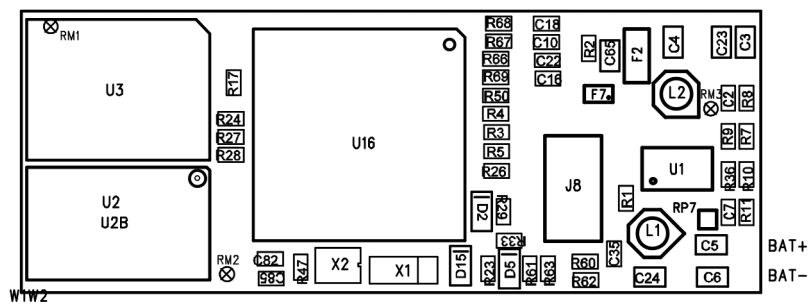 RM1
U3
R17
R24
R27
R28
U2
U2B
RM2
W1W2
U16
C82
C85
R47
X2
X1
R68
R67
R66
R69
R50
R4
R3
R5
R26
C18
C10
C22
C16
D2
R29
R33
D15
R23
D5
R61
R63
R60
R62
J8
F7
R2
C65
F2
C4
C23
C3
L2
RM3
C2
R8
R9
R7
U1
R36
R10
R1
RP7
C7
R11
L1
C35
C5
C24
C6
BAT+
BAT-